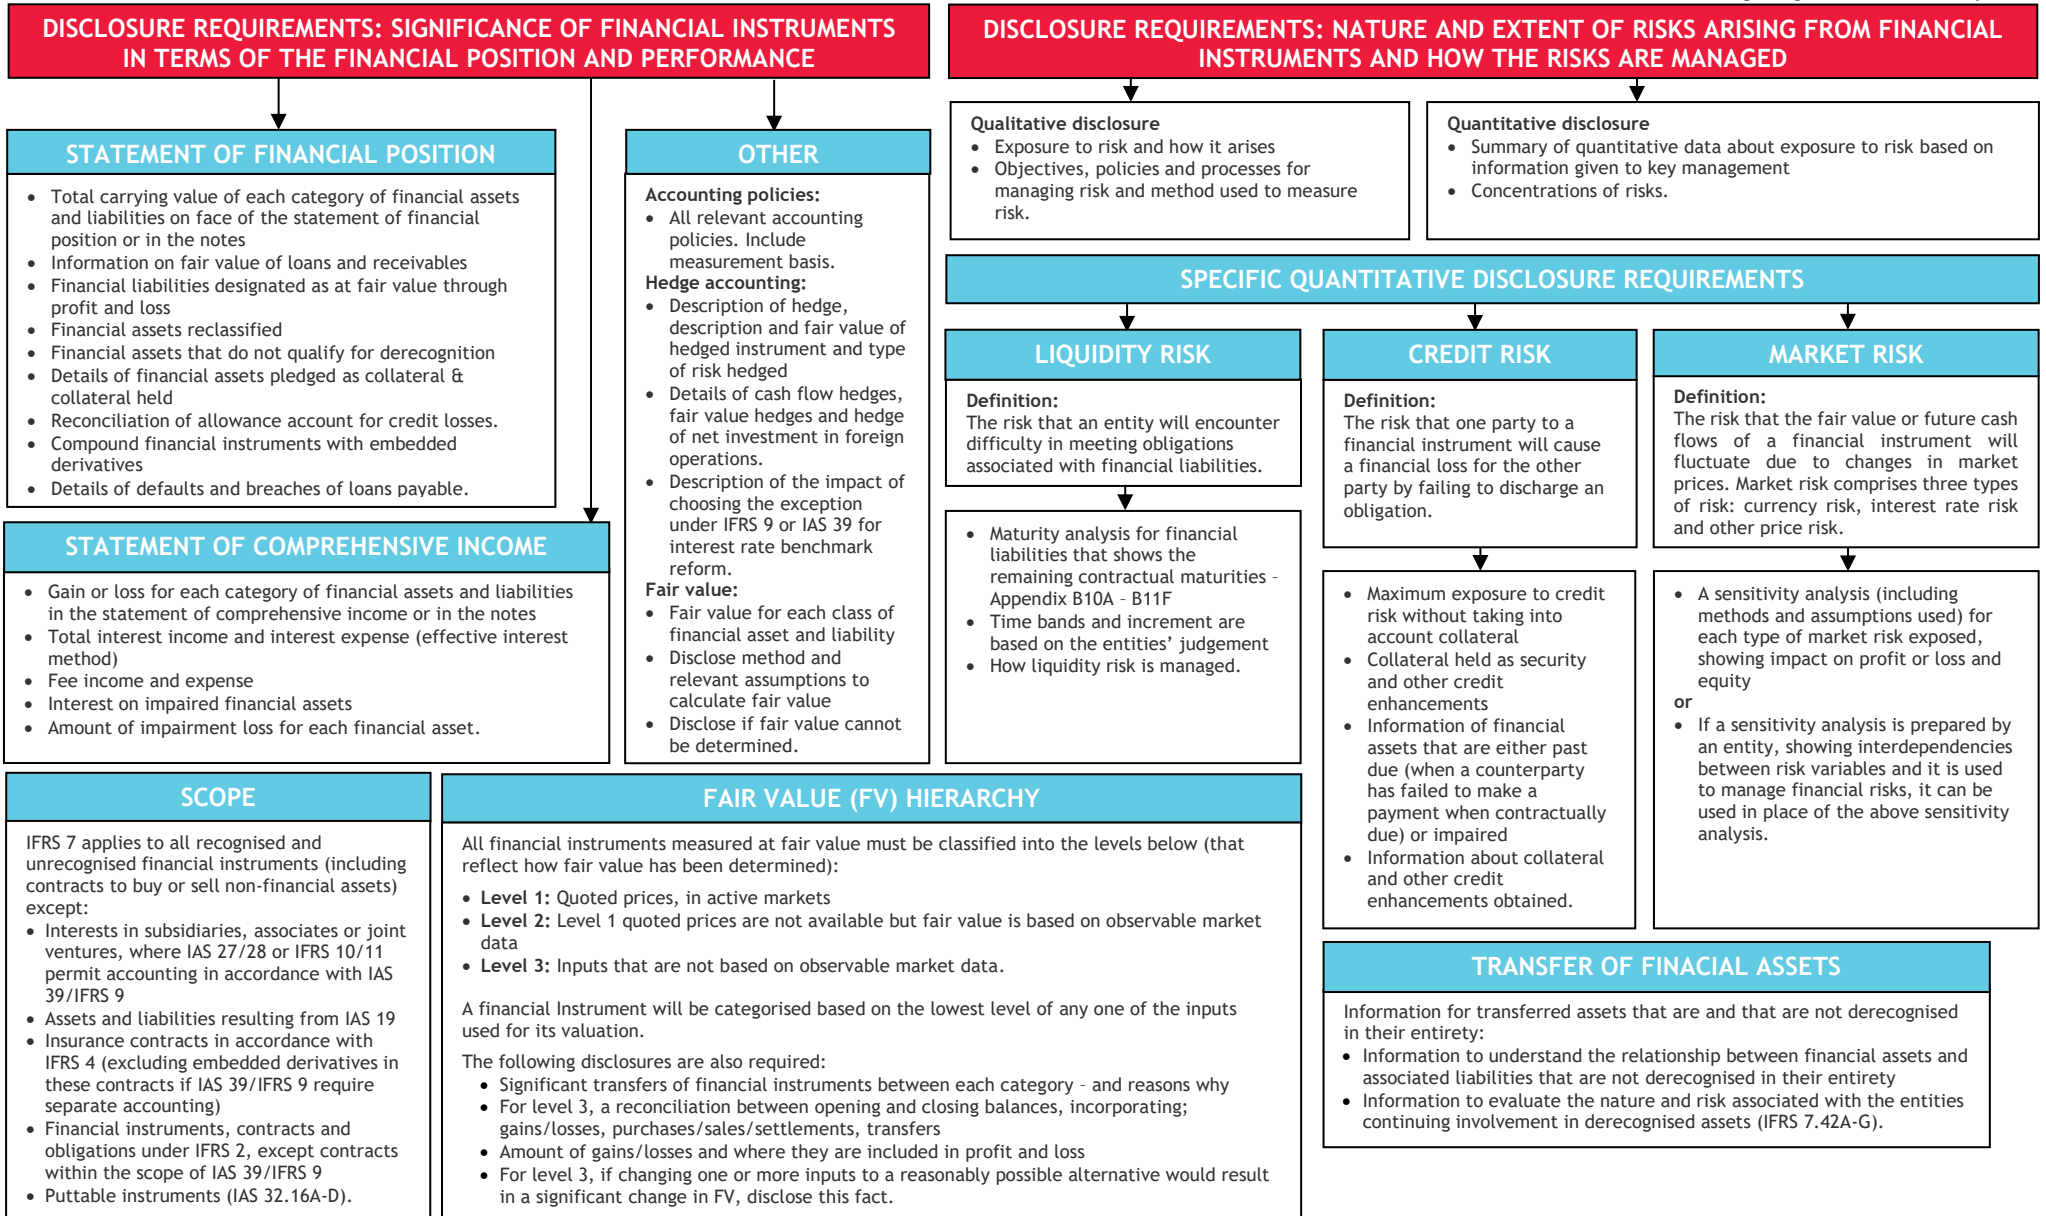 DISCLOSURE REQUIREMENTS: SIGNIFICANCE OF FINANCIAL INSTRUMENTS
IN TERMS OF THE FINANCIAL POSITION AND PERFORMANCE
STATEMENT OF FINANCIAL POSITION
• Total carrying value of each category of financial assets
and liabilities on face of the statement of financial
position or in the notes
• Information on fair value of loans and receivables
• Financial liabilities designated as at fair value through
profit and loss
• Financial assets reclassified
• Financial assets that do not qualify for derecognition
• Details of financial assets pledged as collateral &
collateral held
• Reconciliation of allowance account for credit losses.
• Compound financial instruments with embedded
derivatives
• Details of defaults and breaches of loans payable.
STATEMENT OF COMPREHENSIVE INCOME
• Gain or loss for each category of financial assets and liabilities
in the statement of comprehensive income or in the notes
• Total interest income and interest expense (effective interest
method)
• Fee income and expense
• Interest on impaired financial assets
• Amount of impairment loss for each financial asset.
OTHER
Accounting policies:
• All relevant accounting
policies. Include
measurement basis.
Hedge accounting:
• Description of hedge,
description and fair value of
hedged instrument and type
of risk hedged
• Details of cash flow hedges,
fair value hedges and hedge
of net investment in foreign
operations.
• Description of the impact of
choosing the exception
under IFRS 9 or IAS 39 for
interest rate benchmark
reform.
Fair value:
• Fair value for each class of
financial asset and liability
• Disclose method and
relevant assumptions to
calculate fair value
• Disclose if fair value cannot
be determined.
DISCLOSURE REQUIREMENTS: NATURE AND EXTENT OF RISKS ARISING FROM FINANCIAL
INSTRUMENTS AND HOW THE RISKS ARE MANAGED
Qualitative disclosure
• Exposure to risk and how it arises
• Objectives, policies and processes for
managing risk and method used to measure
risk.
Quantitative disclosure
• Summary of quantitative data about exposure to risk based on
information given to key management
• Concentrations of risks.
SPECIFIC QUANTITATIVE DISCLOSURE REQUIREMENTS
LIQUIDITY RISK
Definition:
The risk that an entity will encounter
difficulty in meeting obligations
associated with financial liabilities.
• Maturity analysis for financial
liabilities that shows the
remaining contractual maturities –
Appendix B10A – B11F
• Time bands and increment are
based on the entities’ judgement
• How liquidity risk is managed.
CREDIT RISK
Definition:
The risk that one party to a
financial instrument will cause
a financial loss for the other
party by failing to discharge an
obligation.
• Maximum exposure to credit
risk without taking into
account collateral
• Collateral held as security
and other credit
enhancements
• Information of financial
assets that are either past
due (when a counterparty
has failed to make a
payment when contractually
due) or impaired
• Information about collateral
and other credit
enhancements obtained.
MARKET RISK
Definition:
The risk that the fair value or future cash
flows of a financial instrument will
fluctuate due to changes in market
prices. Market risk comprises three types
of risk: currency risk, interest rate risk
and other price risk.
• A sensitivity analysis (including
methods and assumptions used) for
each type of market risk exposed,
showing impact on profit or loss and
equity
or
• If a sensitivity analysis is prepared by
an entity, showing interdependencies
between risk variables and it is used
to manage financial risks, it can be
used in place of the above sensitivity
analysis.
SCOPE
IFRS 7 applies to all recognised and
unrecognised financial instruments (including
contracts to buy or sell non-financial assets)
except:
• Interests in subsidiaries, associates or joint
ventures, where IAS 27/28 or IFRS 10/11
permit accounting in accordance with IAS
39/IFRS 9
• Assets and liabilities resulting from IAS 19
• Insurance contracts in accordance with
IFRS 4 (excluding embedded derivatives in
these contracts if IAS 39/IFRS 9 require
separate accounting)
• Financial instruments, contracts and
obligations under IFRS 2, except contracts
within the scope of IAS 39/IFRS 9
• Puttable instruments (IAS 32.16A-D).
FAIR VALUE (FV) HIERARCHY
All financial instruments measured at fair value must be classified into the levels below (that
reflect how fair value has been determined):
• Level 1: Quoted prices, in active markets
• Level 2: Level 1 quoted prices are not available but fair value is based on observable market
data
• Level 3: Inputs that are not based on observable market data.
A financial Instrument will be categorised based on the lowest level of any one of the inputs
used for its valuation.
The following disclosures are also required:
• Significant transfers of financial instruments between each category – and reasons why
• For level 3, a reconciliation between opening and closing balances, incorporating;
gains/losses, purchases/sales/settlements, transfers
• Amount of gains/losses and where they are included in profit and loss
• For level 3, if changing one or more inputs to a reasonably possible alternative would result
in a significant change in FV, disclose this fact.
TRANSFER OF FINACIAL ASSETS
Information for transferred assets that are and that are not derecognised
in their entirety:
• Information to understand the relationship between financial assets and
associated liabilities that are not derecognised in their entirety
• Information to evaluate the nature and risk associated with the entities
continuing involvement in derecognised assets (IFRS 7.42A-G).